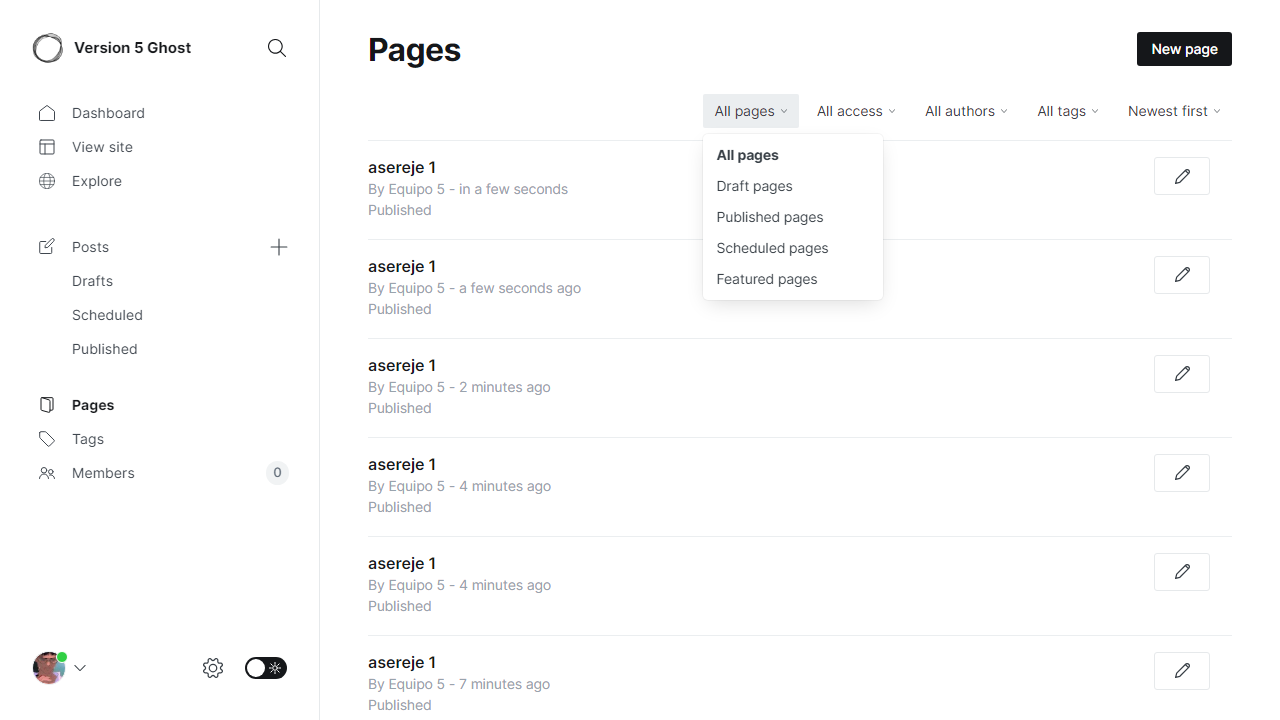 Version 5 Ghost
Dashboard
View site
Explore
Posts
Drafts
Scheduled
Published
Pages
Tags
Members 0
Pages
New page
All pages All access All authors All tags Newest first
All pages
Draft pages
Published pages
Scheduled pages
Featured pages
asereje 1
By Equipo 5 - in a few seconds
Published
asereje 1
By Equipo 5 - a few seconds ago
Published
asereje 1
By Equipo 5 - 2 minutes ago
Published
asereje 1
By Equipo 5 - 4 minutes ago
Published
asereje 1
By Equipo 5 - 4 minutes ago
Published
asereje 1
By Equipo 5 - 7 minutes ago
Published